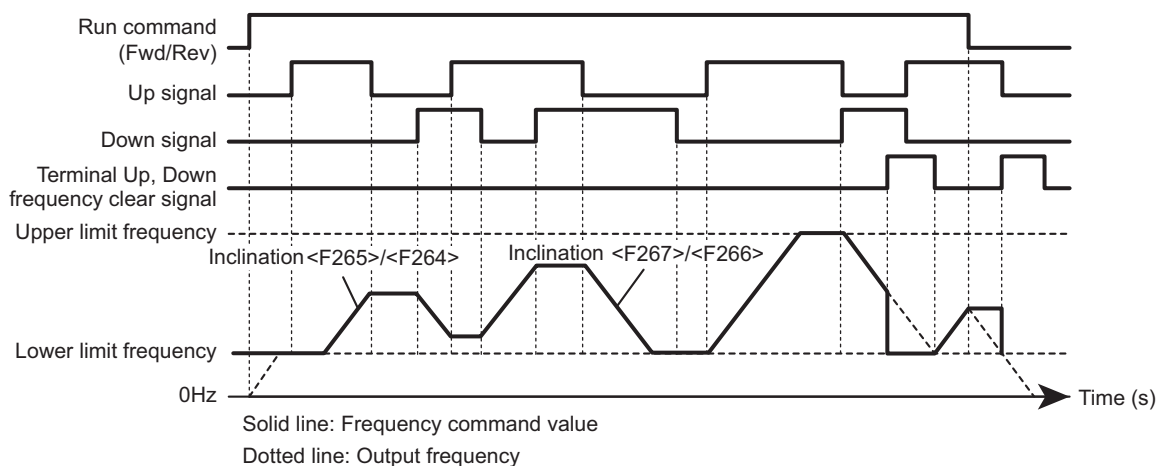 Run command
(Fwd/Rev)
Up signal
Down signal
Terminal Up, Down
frequency clear signal
Upper limit frequency
Inclination <F265>/<F264>
Inclination <F267>/<F266>
Lower limit frequency
0Hz
Time (s)
Solid line: Frequency command value
Dotted line: Output frequency